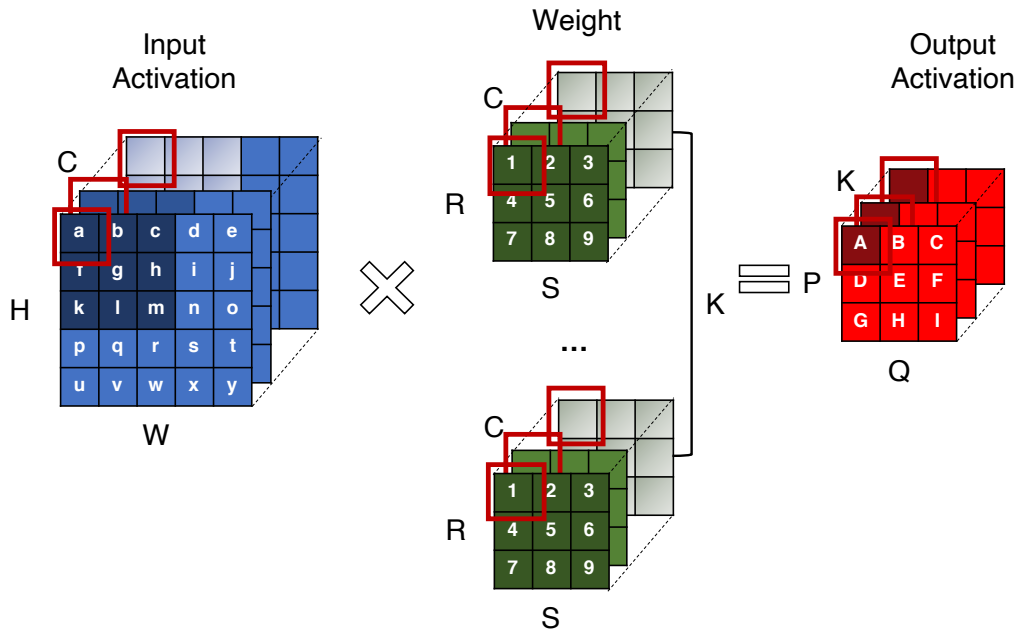 Input
Activation
Weight
Output
Activation
C
H
a b c d e
f g h i j
k l m n o
p q r s t
u v w x y
W
C
R
1 2 3
4 5 6
7 8 9
S
...
C
R
1 2 3
4 5 6
7 8 9
S
K
K
P
A B C
D E F
G H I
Q